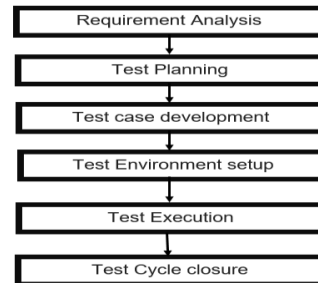 Requirement Analysis
Test Planning
Test case development
Test Environment setup
Test Execution
Test Cycle closure